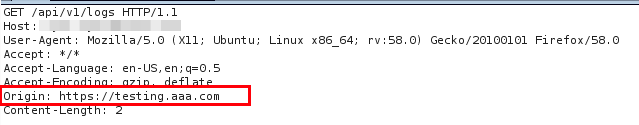 GET /api/v1/logs HTTP/1.1
Host:
User-Agent: Mozilla/5.0 (X11; Ubuntu; Linux x86_64; rv:58.0) Gecko/20100101 Firefox/58.0
Accept: */*
Accept-Language: en-US,en;q=0.5
Accept-Encoding: gzip, deflate
Origin: https://testing.aaa.com
Content-Length: 2